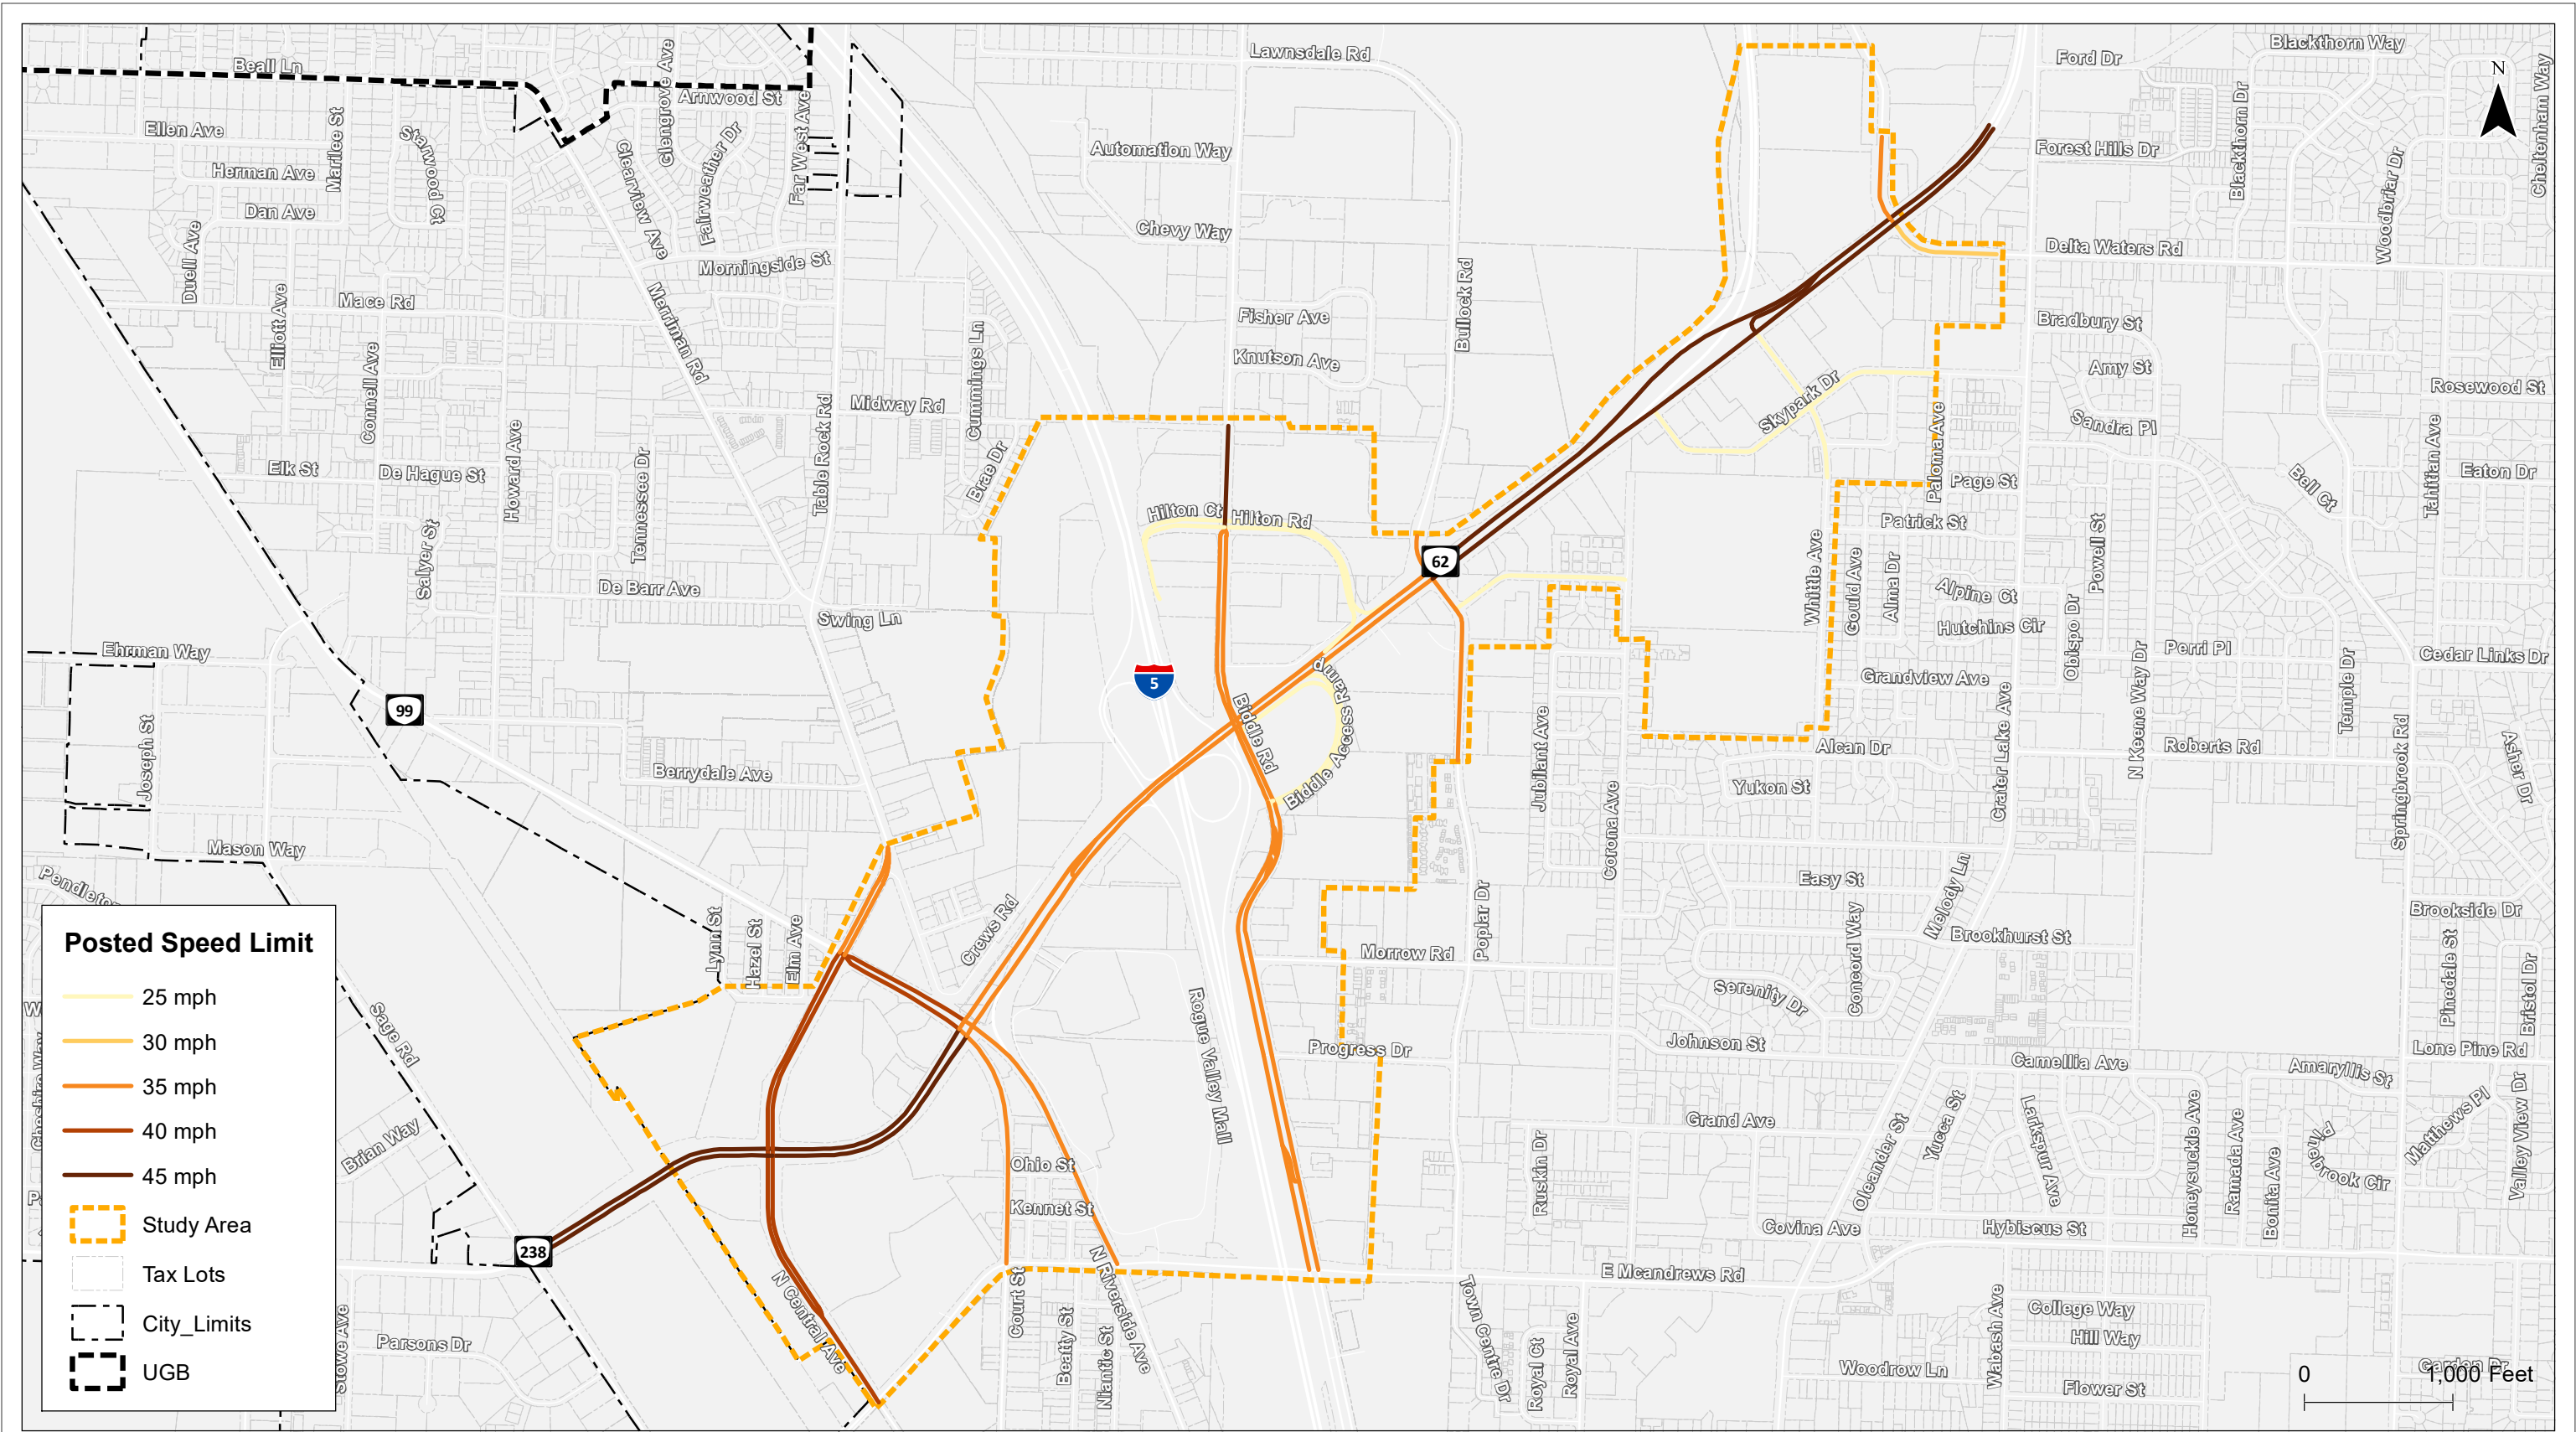 Lawnsdale Rd
Ford Dr
Blackthorn Way
Beall Ln
Glengrove Ave
Arnwood St
Cheltenham Way
N
Ellen Ave
Marilee St
Starwood Ct
Clearview Ave
Fairweather Dr
Far West Ave
Automation Way
Forest Hills Dr
Blackthorn Dr
Woodbriar Dr
Herman Ave
Dan Ave
Duell Ave
Chevy Way
Delta Waters Rd
Morningside St
Merriman Rd
Mace Rd
Elliott Ave
Connell Ave
Cummings Ln
Fisher Ave
Bullock Rd
Knutson Ave
Bradbury St
Amy St
Rosewood St
Skypark Dr
Midway Rd
Table Rock Rd
Howard Ave
Paloma Ave
Sandra Pl
Tahitian Ave
Elk St
De Hague St
Tennessee Dr
Brae Dr
Page St
Bell Ct
Eaton Dr
Hilton Ct
Hilton Rd
Patrick St
Salyer St
62
Whittle Ave
Gould Ave
Alma Dr
Powell St
Alpine Ct
De Barr Ave
Swing Ln
Hutchins Cir
Obispo Dr
Ehrman Way
N Keene Way Dr
Perri Pl
Temple Dr
Cedar Links Dr
5
99
Grandview Ave
Crater Lake Ave
Biddle Rd
Biddle Access Ramp
Joseph St
Jubilant Ave
Alcan Dr
Roberts Rd
Springbrook Rd
Asher Dr
Berrydale Ave
Yukon St
Corona Ave
Mason Way
Easy St
Melody Ln
Poplar Dr
Crews Rd
Brookside Dr
Lynn St
Hazel St
Elm Ave
Morrow Rd
Concord Way
Brookhurst St
Pinedale St
Bristol Dr
Serenity Dr
Sage Rd
Rogue Valley Mall
Progress Dr
Johnson St
Camellia Ave
Amaryllis St
Lone Pine Rd
Matthews Pl
Valley View Dr
Grand Ave
Oleander St
Yucca St
Larkspur Ave
Honeysuckle Ave
Ramada Ave
Bonita Ave
Pinebrook Cir
Brian Way
Ohio St
Kennet St
Ruskin Dr
Covina Ave
Hybiscus St
238
N Central Ave
Court St
N Riverside Ave
E Mcandrews Rd
Town Centre Dr
Beatty St
Niantic St
Royal Ct
Royal Ave
Wabash Ave
College Way
Hill Way
Woodrow Ln
Flower St
Garden Dr
Stowe Ave
Parsons Dr
Posted Speed Limit
25 mph
30 mph
35 mph
40 mph
45 mph
Study Area
Tax Lots
City_Limits
UGB
0 1,000 Feet